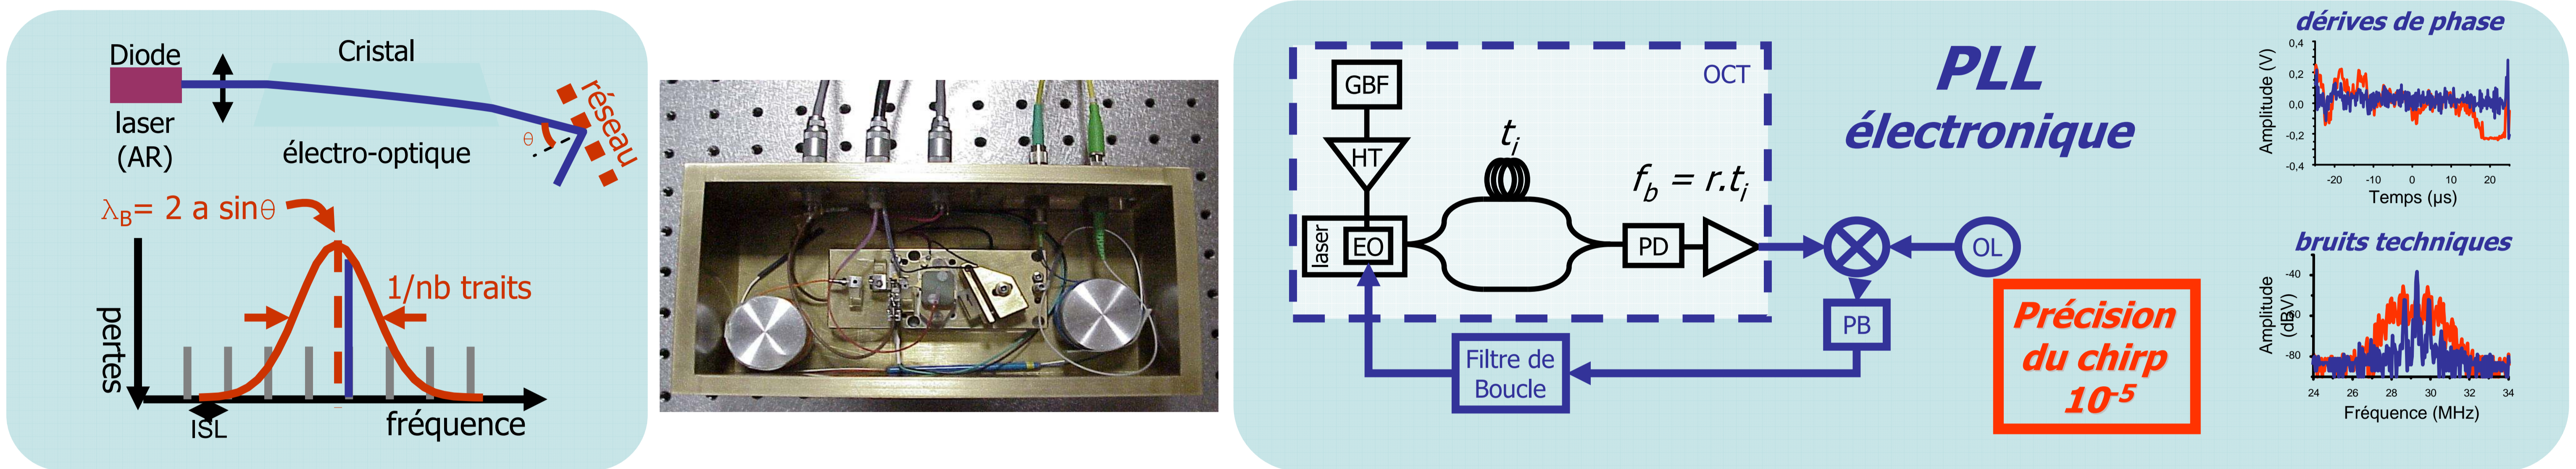 Diode
laser
(AR)
Cristal
électro-optique
θ
réseau
λB= 2 a sinθ
1/nb traits
pertes
ISL
fréquence
OCT
GBF
HT
laser
EO
ti
fb = r.ti
PD
PLL
électronique
OL
PB
Filtre de
Boucle
Précision
du chirp
10-5
dérives de phase
Amplitude (V)
0,4
0,2
0,0
-0,2
-0,4
-20 -10 0 10 20
Temps (µs)
bruits techniques
Amplitude
(dBV)
-40
-60
-80
24 26 28 30 32 34
Fréquence (MHz)